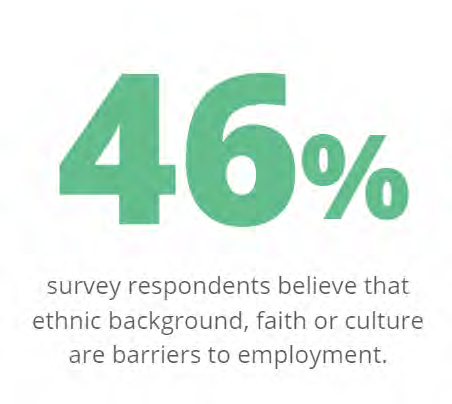 46%
survey respondents believe that
ethnic background, faith or culture
are barriers to employment.